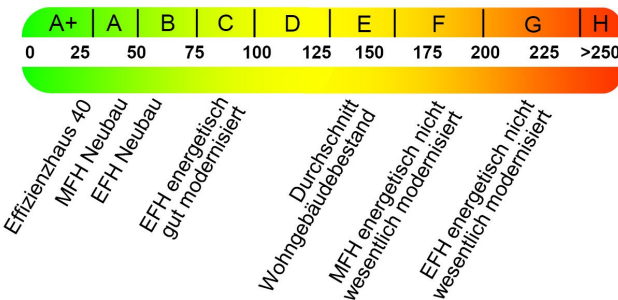 A+ A B C D E F G H
0 25 50 75 100 125 150 175 200 225 >250
Effizienzhaus 40
MFH Neubau
EFH Neubau
EFH energetisch
gut modernisiert
Durchschnitt
Wohngebäudebestand
MFH energetisch nicht
wesentlich modernisiert
EFH energetisch nicht
wesentlich modernisiert